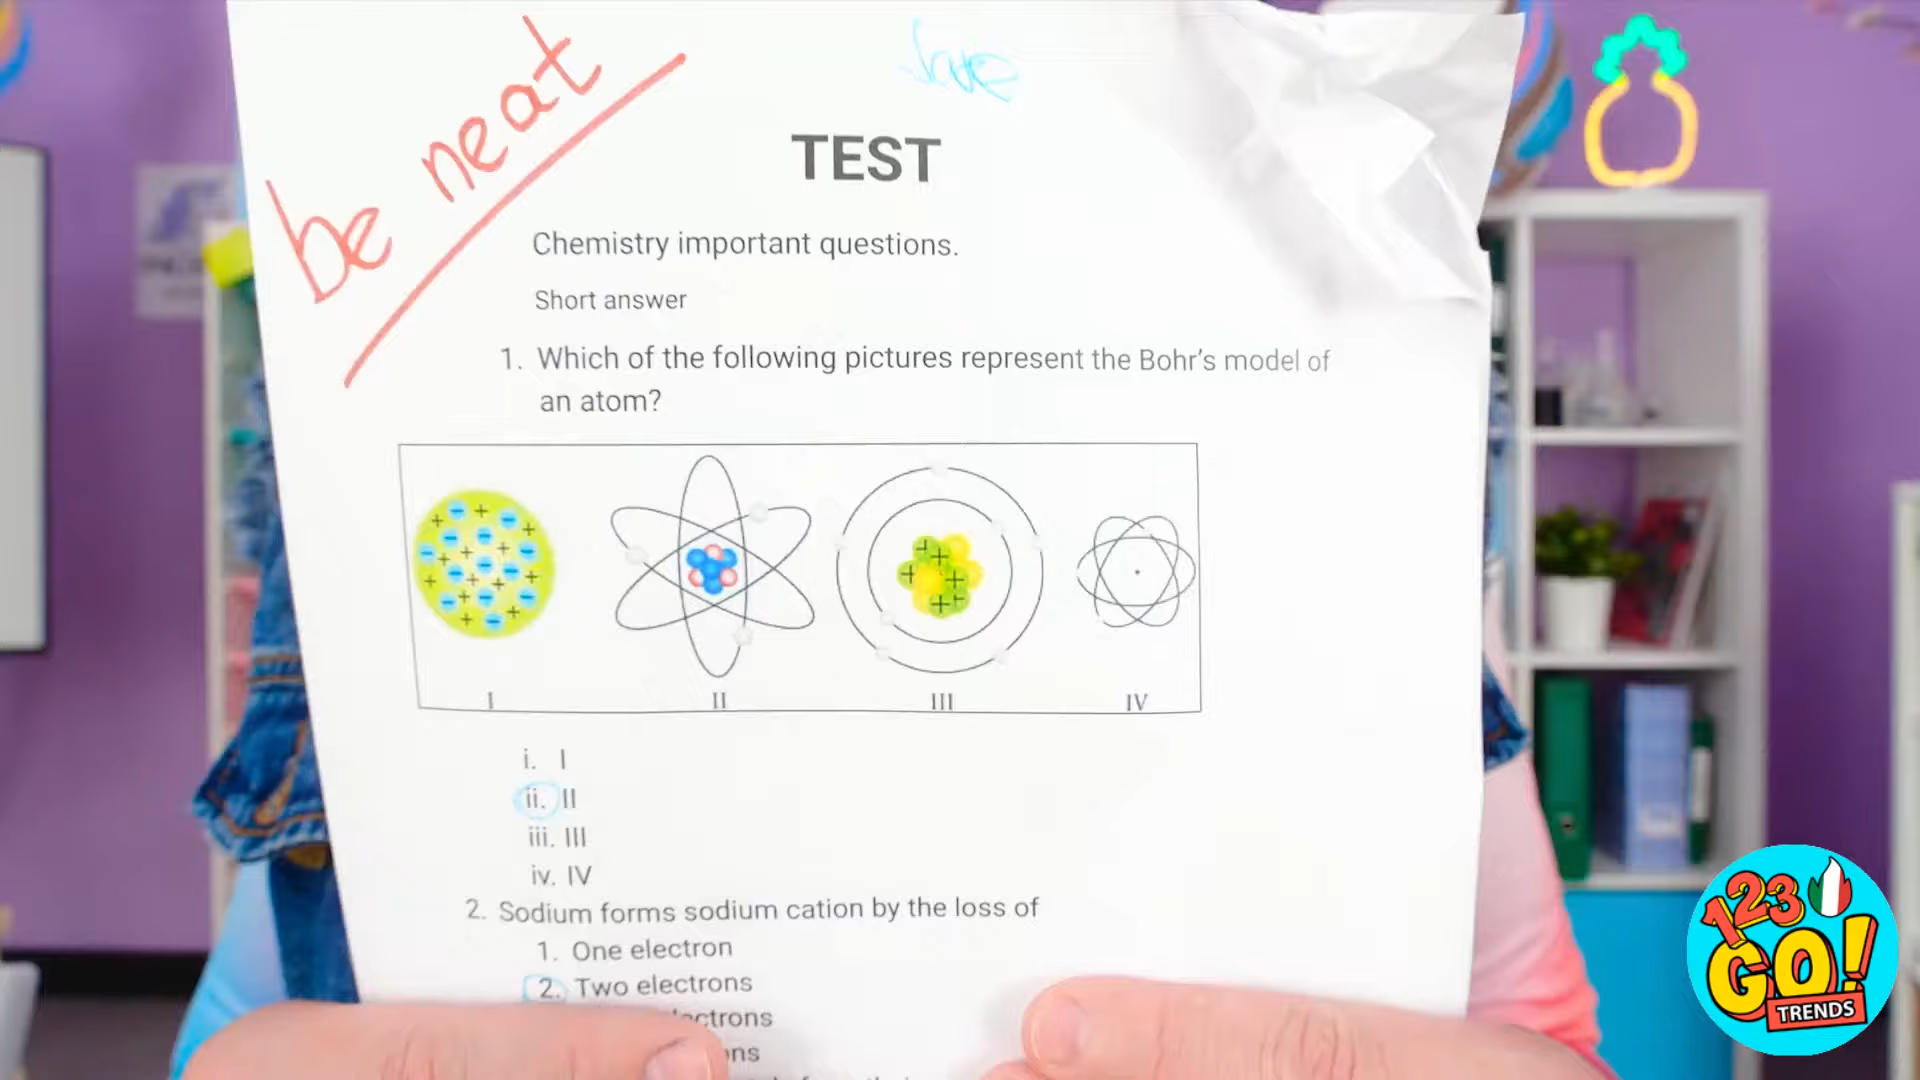 be neat
TEST
Chemistry important questions.
Short answer
1. Which of the following pictures represent the Bohr's model of
an atom?
I II III IV
i. I
ii. II
iii. III
iv. IV
2. Sodium forms sodium cation by the loss of
1. One electron
2. Two electrons
123
GO!
TRENDS